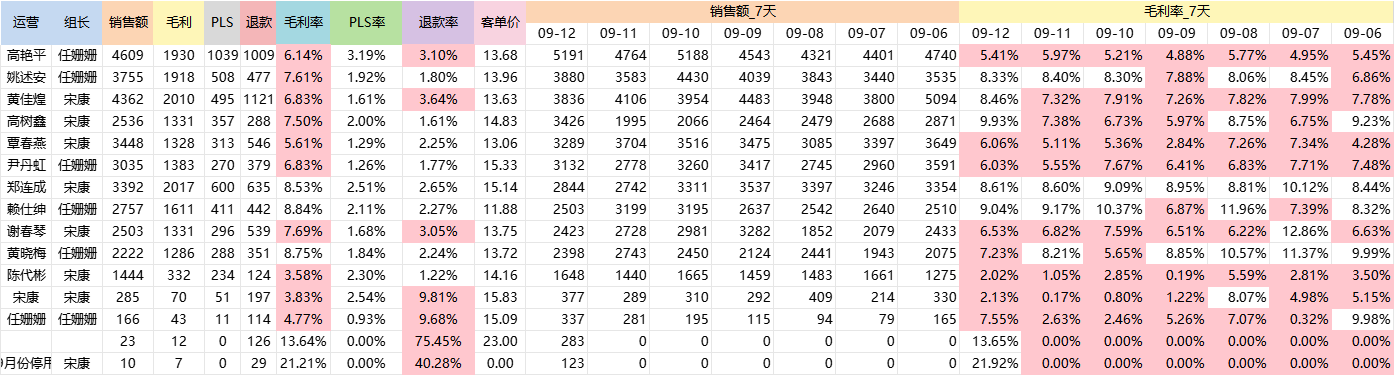 运营 组长 销售额 毛利 PLS 退款 毛利率 PLS率 退款率 客单价 销售额_7天 毛利率_7天
09-12 09-11 09-10 09-09 09-08 09-07 09-06 09-12 09-11 09-10 09-09 09-08 09-07 09-06
高艳平 任姗姗 4609 1930 1039 1009 6.14% 3.19% 3.10% 13.68 5191 4764 5188 4543 4321 4401 4740 5.41% 5.97% 5.21% 4.88% 5.77% 4.95% 5.45%
姚述安 任姗姗 3755 1918 508 477 7.61% 1.92% 1.80% 13.96 3880 3583 4430 4039 3843 3440 3535 8.33% 8.40% 8.30% 7.88% 8.06% 8.45% 6.86%
黄佳煌 宋康 4362 2010 495 1121 6.83% 1.61% 3.64% 13.63 3836 4106 3954 4483 3948 3800 5094 8.46% 7.32% 7.91% 7.26% 7.82% 7.99% 7.78%
高树鑫 宋康 2536 1331 357 288 7.50% 2.00% 1.61% 14.83 3426 1995 2066 2464 2479 2688 2871 9.93% 7.38% 6.73% 5.97% 8.75% 6.75% 9.23%
覃春燕 宋康 3448 1328 313 546 5.61% 1.29% 2.25% 13.06 3289 3704 3516 3475 3085 3397 3649 6.06% 5.11% 5.36% 2.84% 7.26% 7.34% 4.28%
尹丹虹 任姗姗 3035 1383 270 379 6.83% 1.26% 1.77% 15.33 3132 2778 3260 3417 2745 2960 3591 6.03% 5.55% 7.67% 6.41% 6.83% 7.71% 7.48%
郑连成 宋康 3392 2017 600 635 8.53% 2.51% 2.65% 15.14 2844 2742 3311 3537 3397 3246 3354 8.61% 8.60% 9.09% 8.95% 8.81% 10.12% 8.44%
赖仕绅 任姗姗 2757 1611 411 442 8.84% 2.11% 2.27% 11.88 2503 3199 3195 2637 2542 2640 2510 9.04% 9.17% 10.37% 6.87% 11.96% 7.39% 8.32%
谢春琴 宋康 2503 1331 296 539 7.69% 1.68% 3.05% 13.75 2423 2728 2981 3282 1852 2079 2433 6.53% 6.82% 7.59% 6.51% 6.22% 12.86% 6.63%
黄晓梅 任姗姗 2222 1286 288 351 8.75% 1.84% 2.24% 13.72 2398 2743 2450 2124 2441 1943 2075 7.23% 8.21% 5.65% 8.85% 10.57% 11.37% 9.99%
陈代彬 宋康 1444 332 234 124 3.58% 2.30% 1.22% 14.16 1648 1440 1665 1459 1483 1661 1275 2.02% 1.05% 2.85% 0.19% 5.59% 2.81% 3.50%
宋康 宋康 285 70 51 197 3.83% 2.54% 9.81% 15.83 377 289 310 292 409 214 330 2.13% 0.17% 0.80% 1.22% 8.07% 4.98% 5.15%
任姗姗 任姗姗 166 43 11 114 4.77% 0.93% 9.68% 15.09 337 281 195 115 94 79 165 7.55% 2.63% 2.46% 5.26% 7.07% 0.32% 9.98%
23 12 0 126 13.64% 0.00% 75.45% 23.00 283 0 0 0 0 0 0 13.65% 0.00% 0.00% 0.00% 0.00% 0.00% 0.00%
月份停用 宋康 10 7 0 29 21.21% 0.00% 40.28% 0.00 123 0 0 0 0 0 0 21.92% 0.00% 0.00% 0.00% 0.00% 0.00% 0.00%